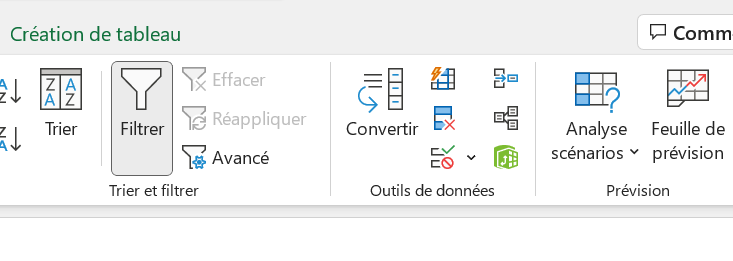 Création de tableau
Trier
Filtrer
Effacer
Réappliquer
Avancé
Trier et filtrer
Convertir
Outils de données
Analyse
scénarios
Feuille de
prévision
Prévision